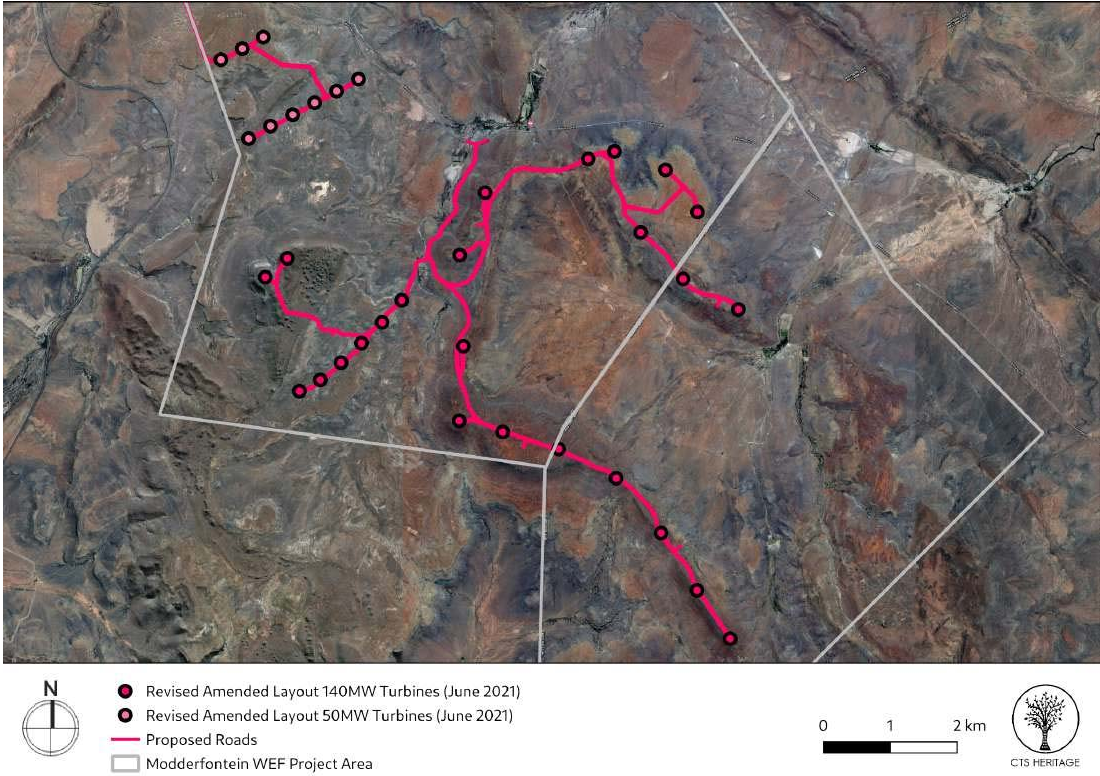 N
Revised Amended Layout 140MW Turbines (June 2021)
Revised Amended Layout 50MW Turbines (June 2021)
Proposed Roads
Modderfontein WEF Project Area
0 1 2 km
CTS HERITAGE